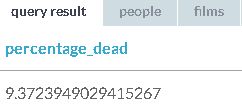 query result people films
percentage_dead
9.3723949029415267